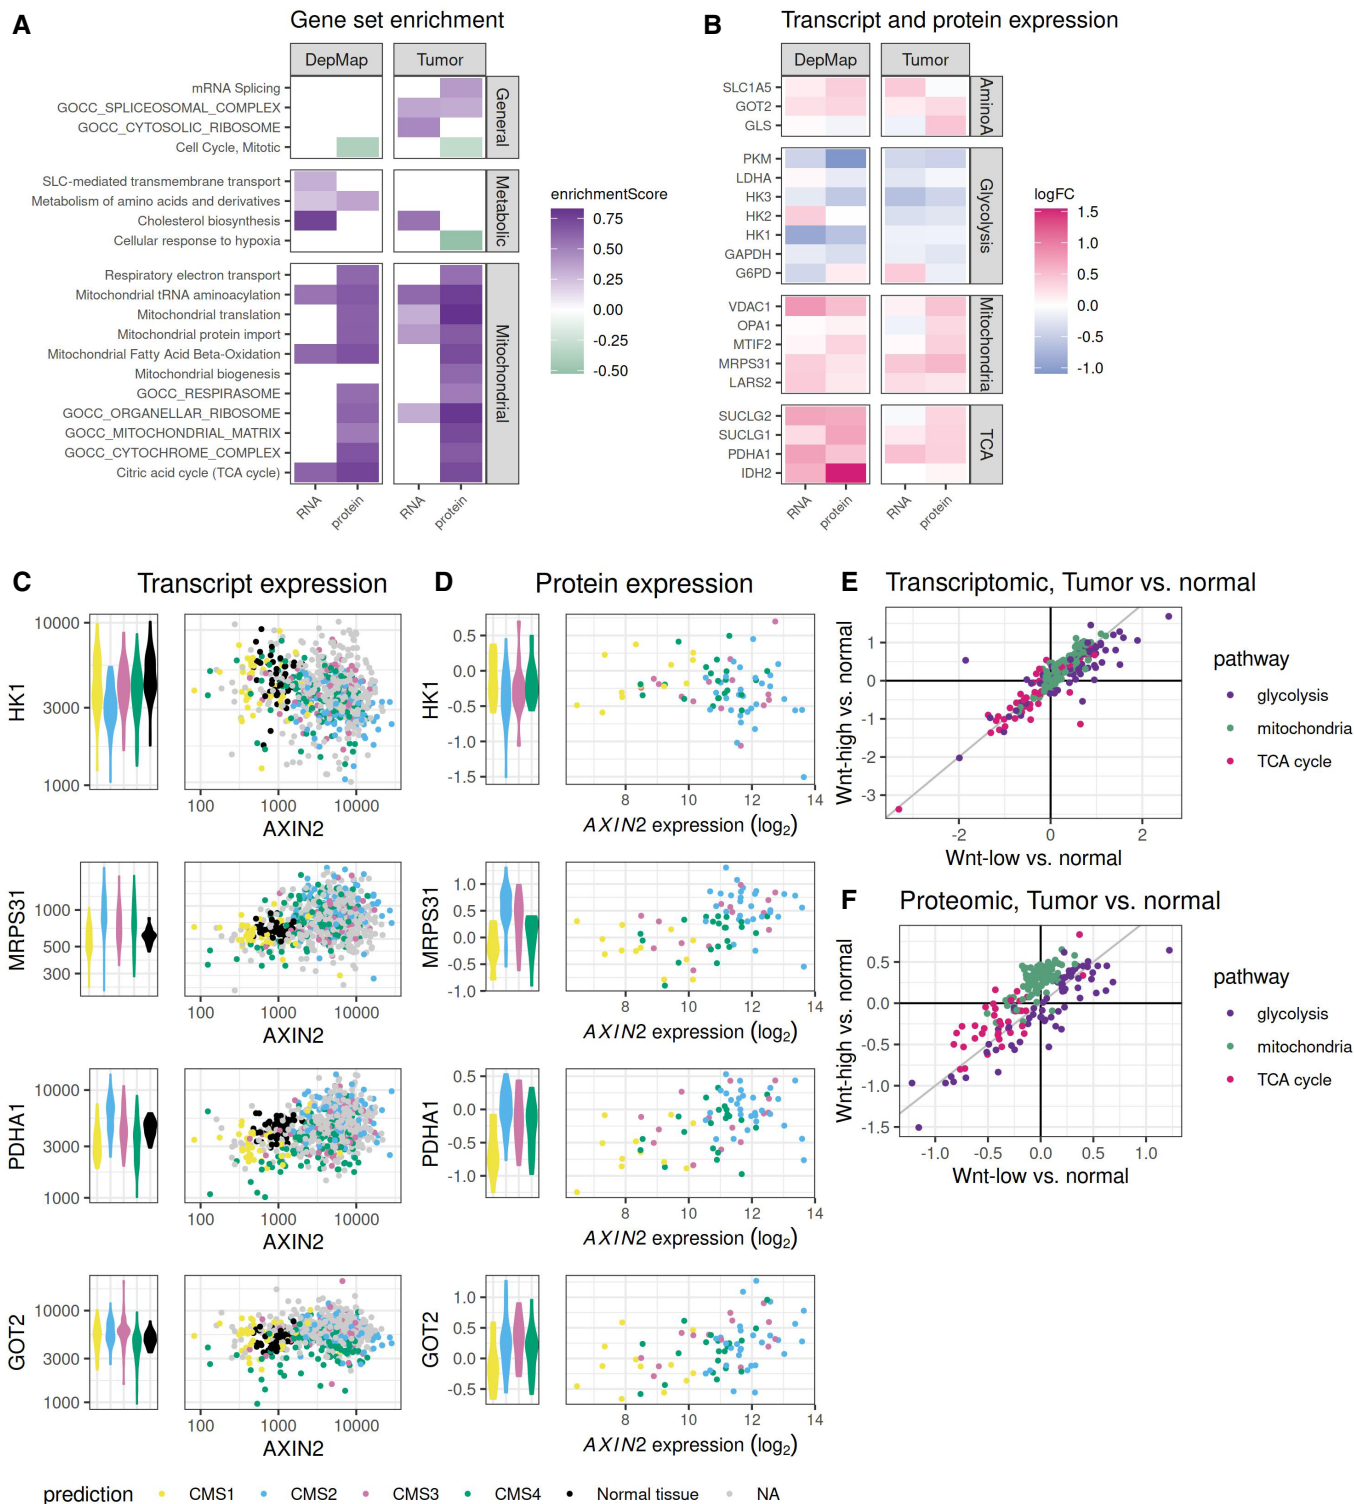 A Gene set enrichment
DepMap Tumor
mRNA Splicing
GOCC_SPLICEOSOMAL_COMPLEX
GOCC_CYTOSOLIC_RIBOSOME
Cell Cycle, Mitotic
General
SLC-mediated transmembrane transport
Metabolism of amino acids and derivatives
Cholesterol biosynthesis
Cellular response to hypoxia
Metabolic
Respiratory electron transport
Mitochondrial tRNA aminoacylation
Mitochondrial translation
Mitochondrial protein import
Mitochondrial Fatty Acid Beta-Oxidation
Mitochondrial biogenesis
GOCC_RESPIRASOME
GOCC_ORGANELLAR_RIBOSOME
GOCC_MITOCHONDRIAL_MATRIX
GOCC_CYTOCHROME_COMPLEX
Citric acid cycle (TCA cycle)
Mitochondrial
RNA protein RNA protein
enrichmentScore
0.75
0.50
0.25
0.00
-0.25
-0.50
B Transcript and protein expression
DepMap Tumor
SLC1A5
GOT2
GLS
AminoA
PKM
LDHA
HK3
HK2
HK1
GAPDH
G6PD
Glycolysis
VDAC1
OPA1
MTIF2
MRPS31
LARS2
Mitochondria
SUCLG2
SUCLG1
PDHA1
IDH2
TCA
RNA protein RNA protein
logFC
1.5
1.0
0.5
0.0
-0.5
-1.0
C Transcript expression
HK1
10000
3000
1000
100 1000 10000
AXIN2
MRPS31
1000
500
300
100 1000 10000
AXIN2
PDHA1
10000
3000
1000
100 1000 10000
AXIN2
GOT2
10000
3000
1000
100 1000 10000
AXIN2
D Protein expression
HK1
0.5
0.0
-0.5
-1.0
-1.5
8 10 12 14
AXIN2 expression (log2)
MRPS31
1.0
0.5
0.0
-0.5
-1.0
8 10 12 14
AXIN2 expression (log2)
PDHA1
0.5
0.0
-0.5
-1.0
8 10 12 14
AXIN2 expression (log2)
GOT2
1.0
0.5
0.0
-0.5
8 10 12 14
AXIN2 expression (log2)
E Transcriptomic, Tumor vs. normal
Wnt-high vs. normal
1
0
-1
-2
-3
-2 0 2
Wnt-low vs. normal
pathway
glycolysis
mitochondria
TCA cycle
F Proteomic, Tumor vs. normal
Wnt-high vs. normal
0.5
0.0
-0.5
-1.0
-1.5
-1.0 -0.5 0.0 0.5 1.0
Wnt-low vs. normal
pathway
glycolysis
mitochondria
TCA cycle
prediction CMS1 CMS2 CMS3 CMS4 Normal tissue NA